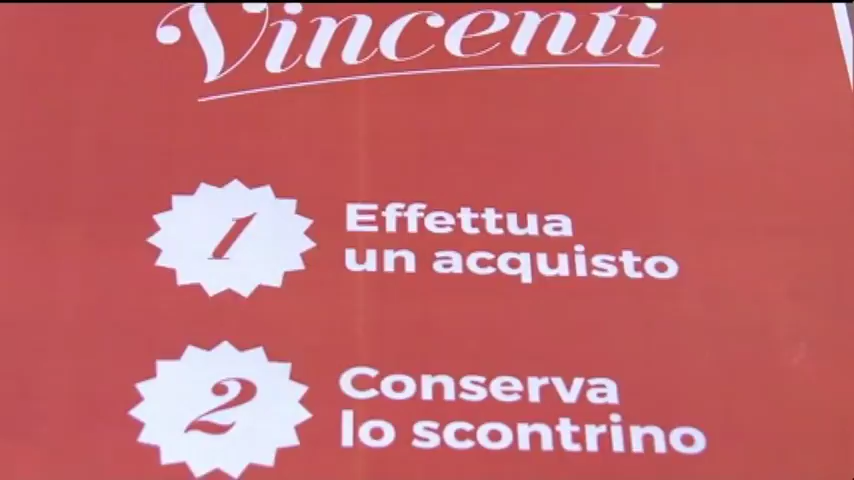 Vincenti
1
Effettua
un acquisto
2
Conserva
lo scontrino